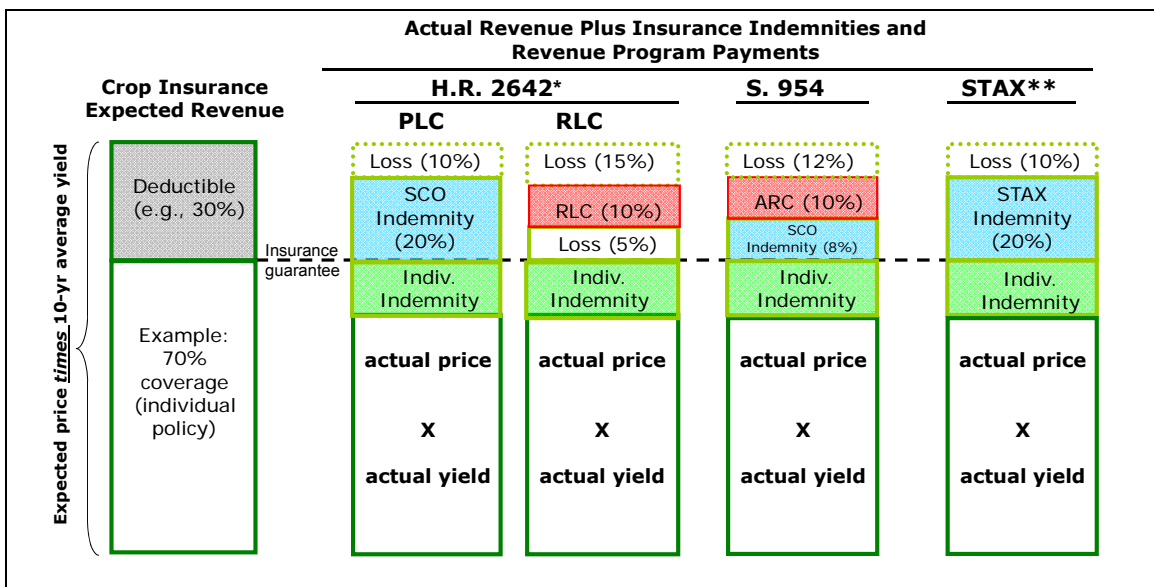 Actual Revenue Plus Insurance Indemnities and
Revenue Program Payments
Crop Insurance
Expected Revenue
H.R. 2642*
S. 954
STAX**
PLC
RLC
Expected price times 10-yr average yield
Deductible
(e.g., 30%)
Example:
70%
coverage
(individual
policy)
Insurance
guarantee
Loss (10%)
SCO
Indemnity
(20%)
Indiv.
Indemnity
actual price
X
actual yield
Loss (15%)
RLC (10%)
Loss (5%)
Indiv.
Indemnity
actual price
X
actual yield
Loss (12%)
ARC (10%)
SCO
Indemnity (8%)
Indiv.
Indemnity
actual price
X
actual yield
Loss (10%)
STAX
Indemnity
(20%)
Indiv.
Indemnity
actual price
X
actual yield